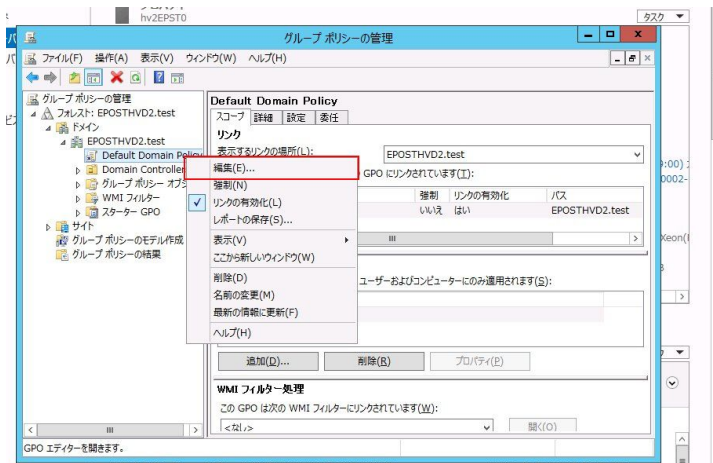 hv2EPST0
タスク
グループ ポリシーの管理
ファイル(F) 操作(A) 表示(V) ウィンドウ(W) ヘルプ(H)
グループ ポリシーの管理
フォレスト: EPOSTHVD2.test
ドメイン
EPOSTHVD2.test
Default Domain Policy
Domain Controller
グループ ポリシー オブ
WMI フィルター
スターター GPO
サイト
グループ ポリシーのモデル作成
グループ ポリシーの結果
Default Domain Policy
スコープ 詳細 設定 委任
リンク
表示するリンクの場所(L): EPOSTHVD2.test
GPO にリンクされています(I):
強制 リンクの有効化 パス
いいえ はい EPOSTHVD2.test
編集(E)...
強制(N)
リンクの有効化(L)
レポートの保存(S)...
表示(V)
ここから新しいウィンドウ(W)
削除(D)
名前の変更(M)
最新の情報に更新(F)
ヘルプ(H)
ユーザーおよびコンピューターにのみ適用されます(S):
追加(D)... 削除(R) プロパティ(P)
WMI フィルター処理
この GPO は次の WMI フィルターにリンクされています(W):
<なし> 開く(O)
GPO エディターを開きます。
:00)
0002-
Xeon(